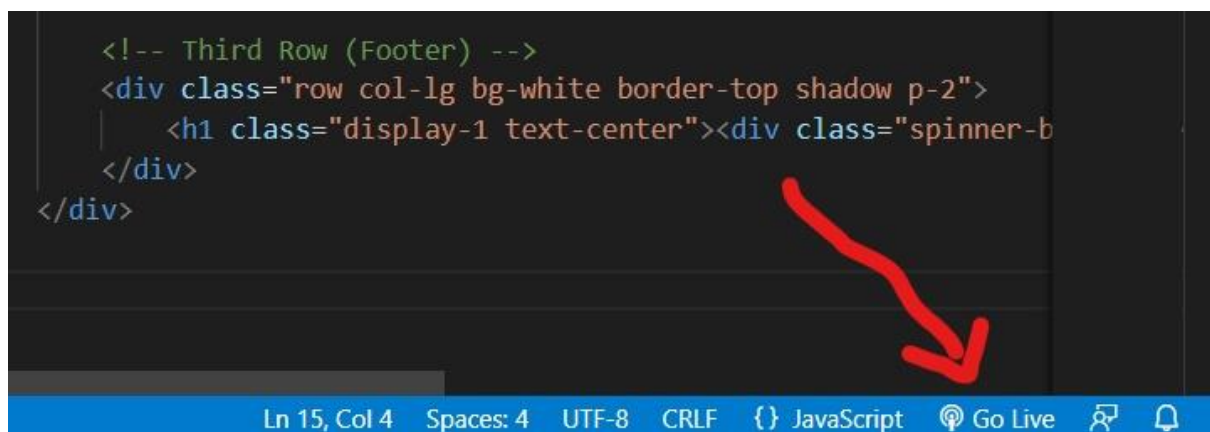 <!-- Third Row (Footer) -->
<div class="row col-lg bg-white border-top shadow p-2">
<h1 class="display-1 text-center"><div class="spinner-b
</div>
</div>
Ln 15, Col 4 Spaces: 4 UTF-8 CRLF {} JavaScript Go Live